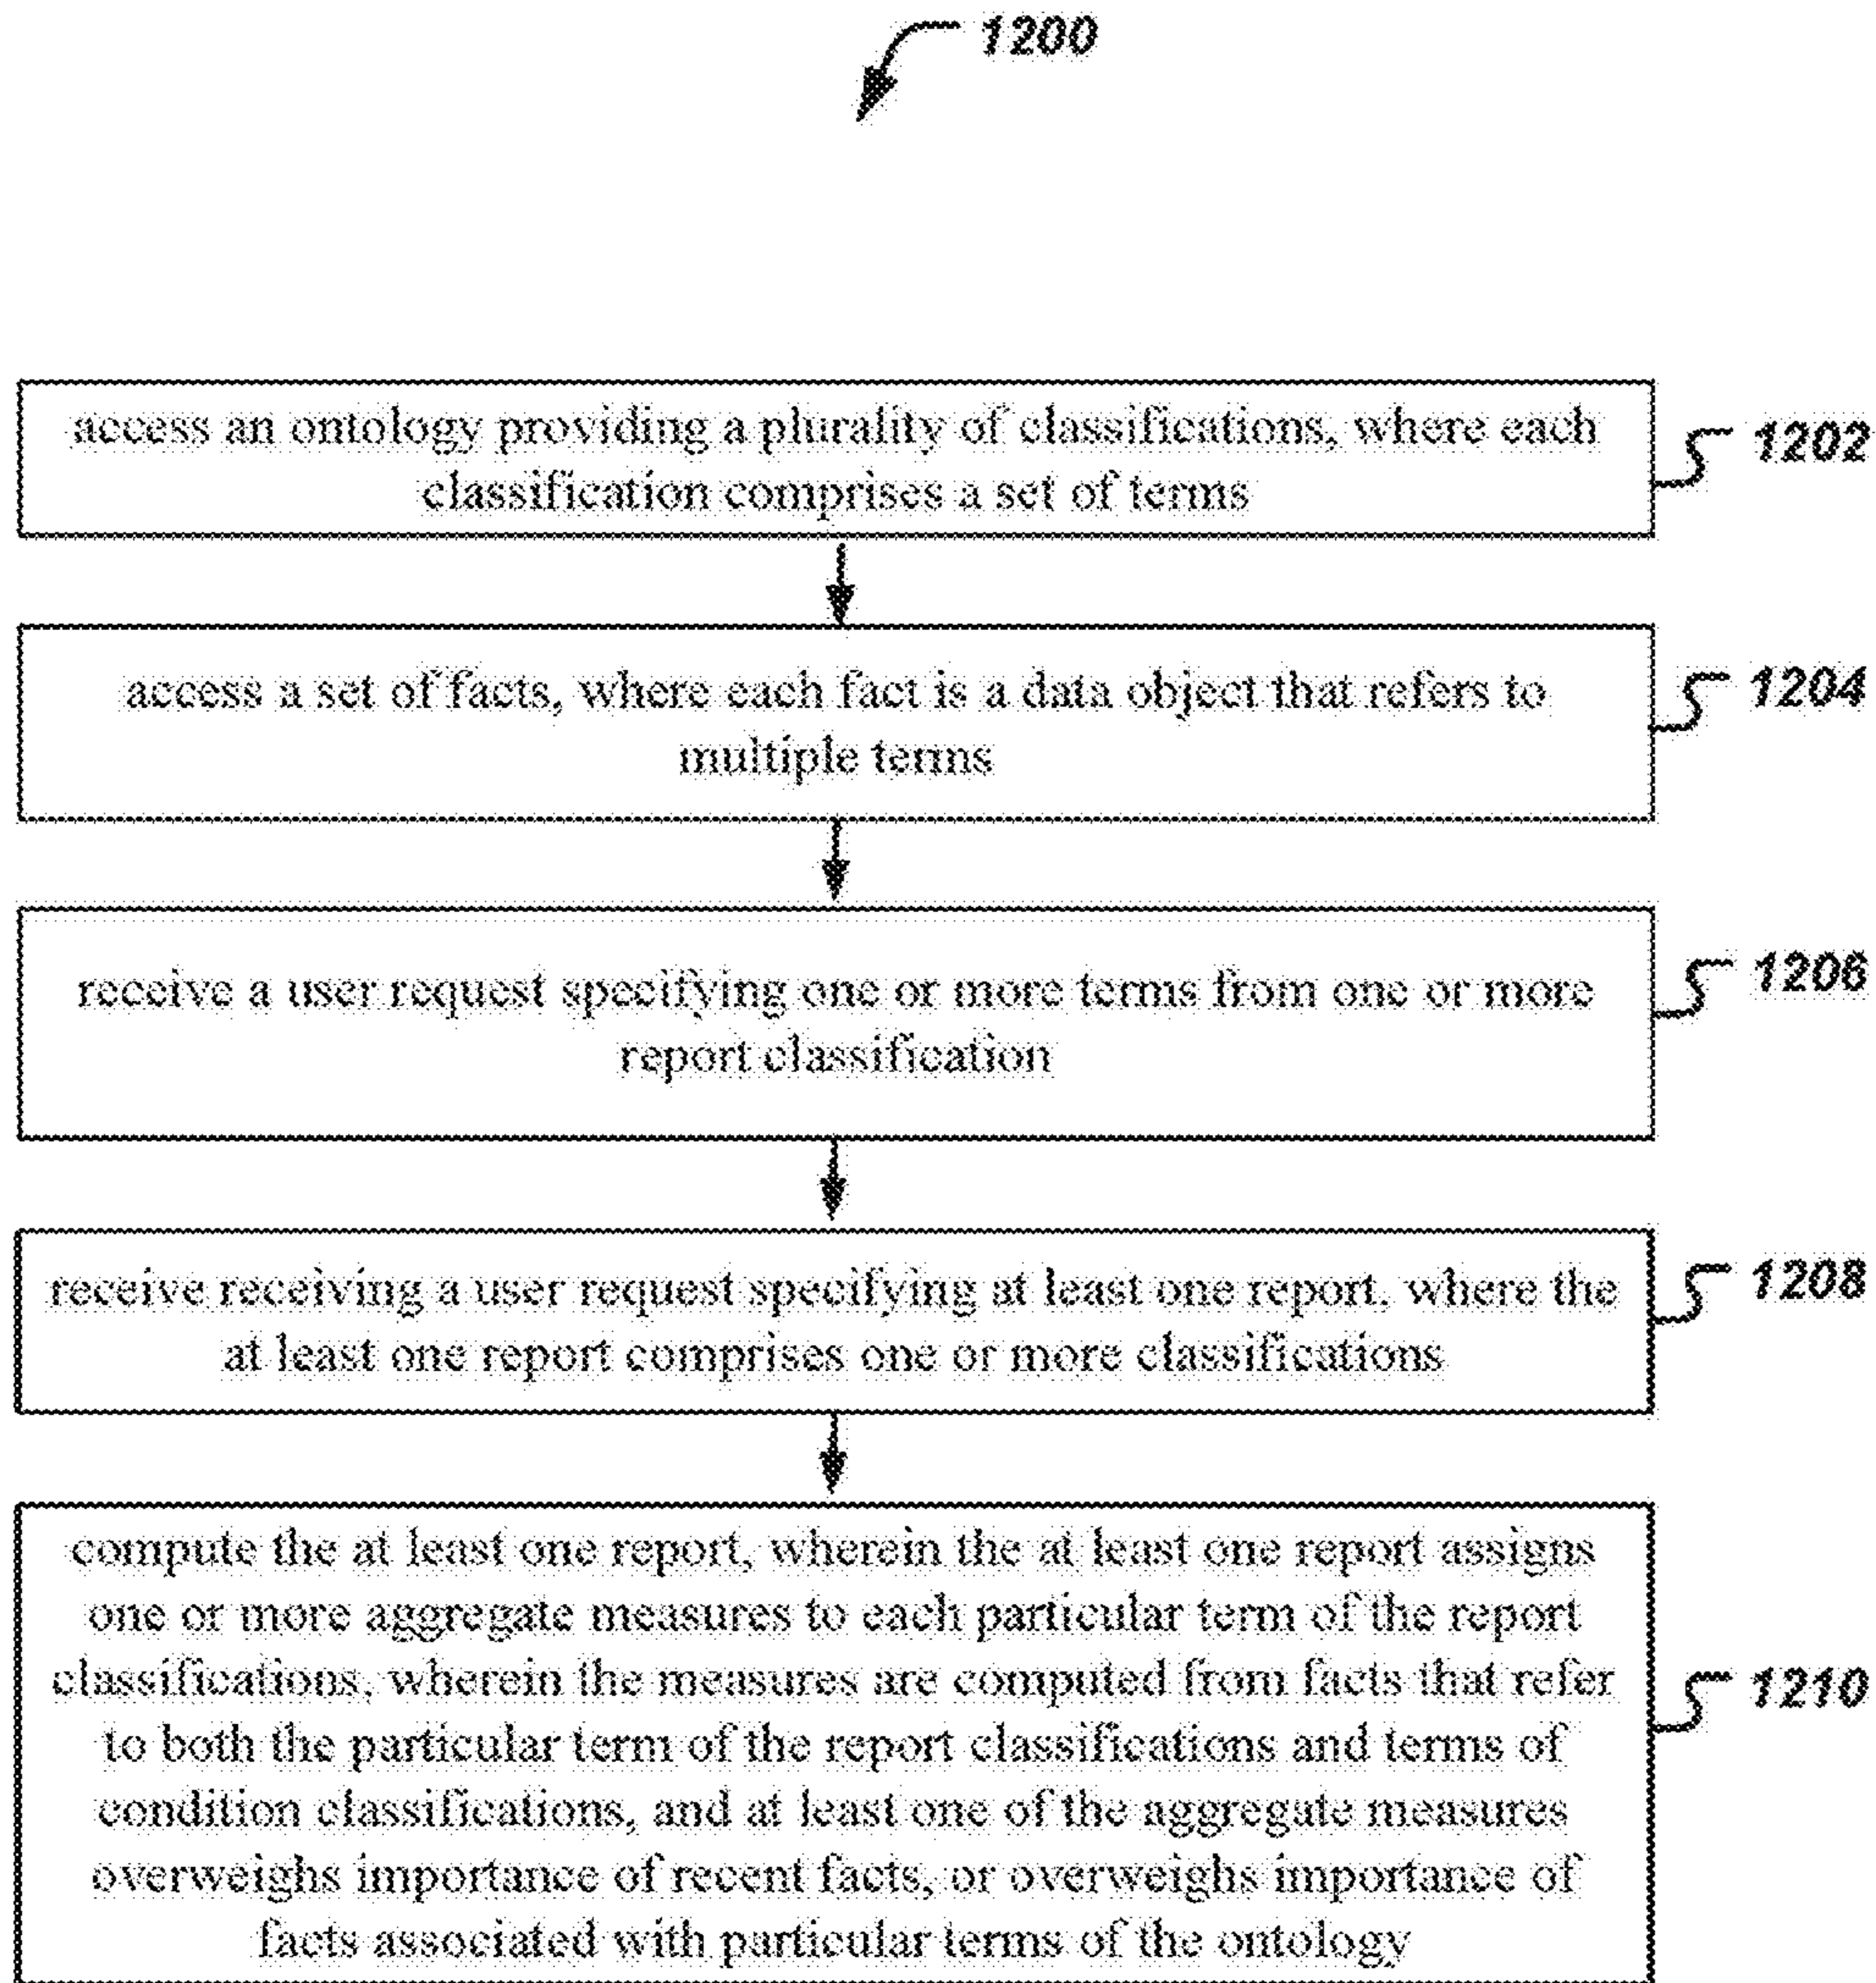 1200
access an ontology providing a plurality of classifications, where each
classification comprises a set of terms
1202
access a set of facts, where each fact is a data object that refers to
multiple terms
1204
receive a user request specifying one or more terms from one or more
report classification
1206
receive receiving a user request specifying at least one report, where the
at least one report comprises one or more classifications
1208
compute the at least one report, wherein the at least one report assigns
one or more aggregate measures to each particular term of the report
classifications, wherein the measures are computed from facts that refer
to both the particular term of the report classifications and terms of
condition classifications, and at least one of the aggregate measures
overweighs importance of recent facts, or overweighs importance of
facts associated with particular terms of the ontology
1210